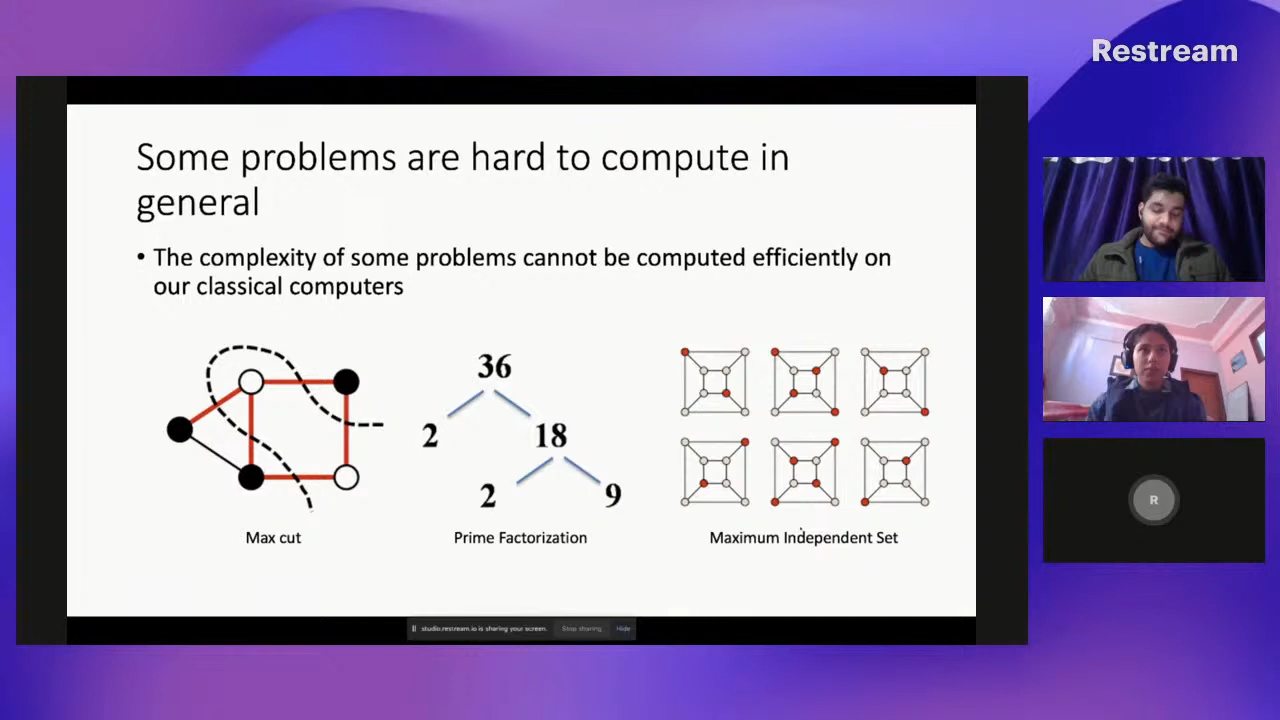 Restream
Some problems are hard to compute in
general
• The complexity of some problems cannot be computed efficiently on
our classical computers
36
2
18
2
9
Max cut
Prime Factorization
Maximum Independent Set
R
studio.restream.io is sharing your screen.
Stop sharing
Hide